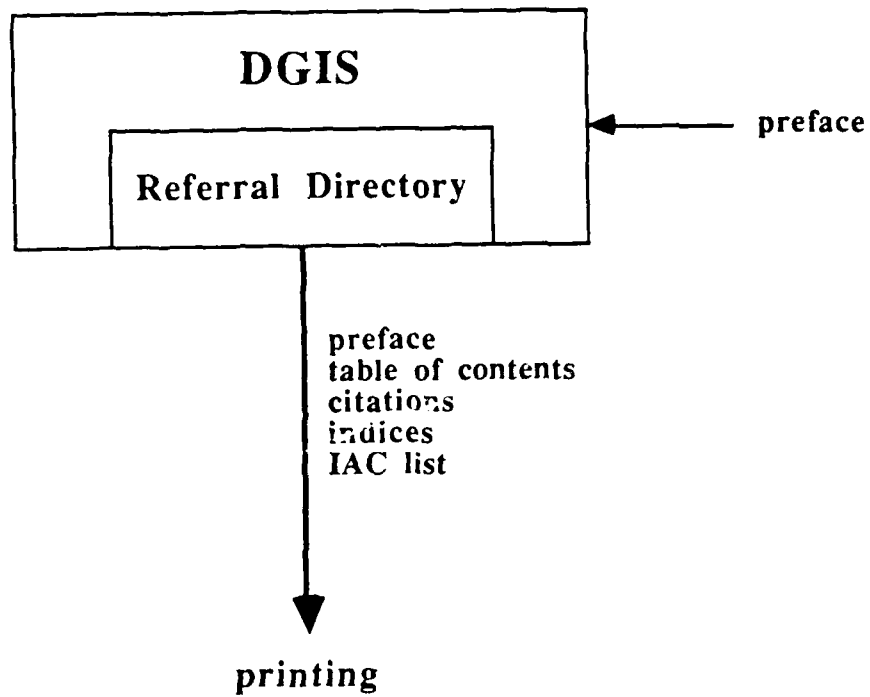 DGIS
preface
Referral Directory
preface
table of contents
citations
indices
IAC list
printing